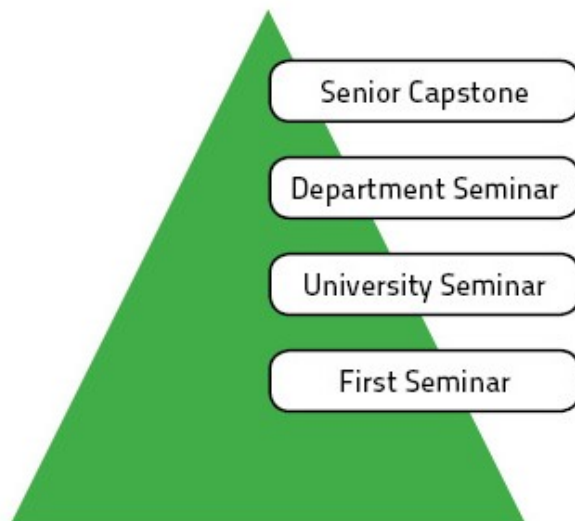 Senior Capstone
Department Seminar
University Seminar
First Seminar